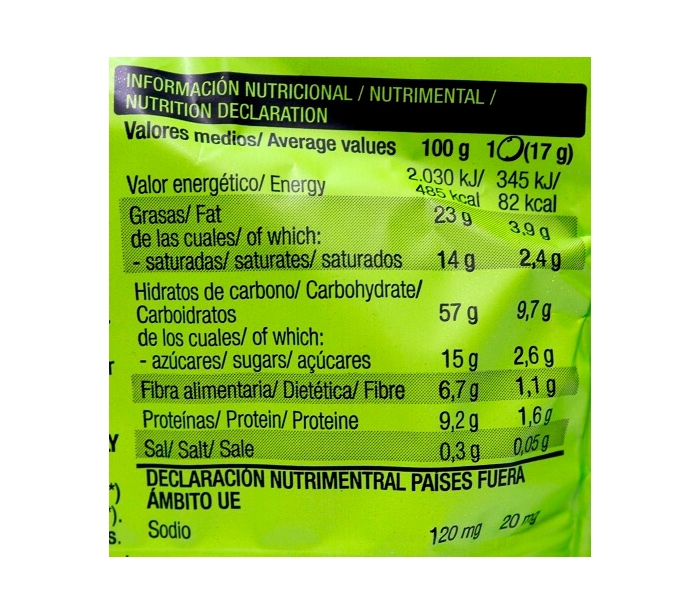 INFORMACIÓN NUTRICIONAL / NUTRIMENTAL /
NUTRITION DECLARATION
Valores medios/ Average values 100 g 1 (17 g)
Valor energético/ Energy 2.030 kJ/ 345 kJ/
485 kcal 82 kcal
Grasas/ Fat 23 g 3,9 g
de las cuales/ of which:
- saturadas/ saturates/ saturados 14 g 2,4 g
Hidratos de carbono/ Carbohydrate/
Carboidratos 57 g 9,7 g
de los cuales/ of which:
- azúcares/ sugars/ açúcares 15 g 2,6 g
Fibra alimentaria/ Dietética/ Fibre 6,7 g 1,1 g
Proteínas/ Protein/ Proteine 9,2 g 1,6 g
Sal/ Salt/ Sale 0,3 g 0,05 g
DECLARACIÓN NUTRIMENTRAL PAÍSES FUERA
ÁMBITO UE
Sodio 120 mg 20 mg